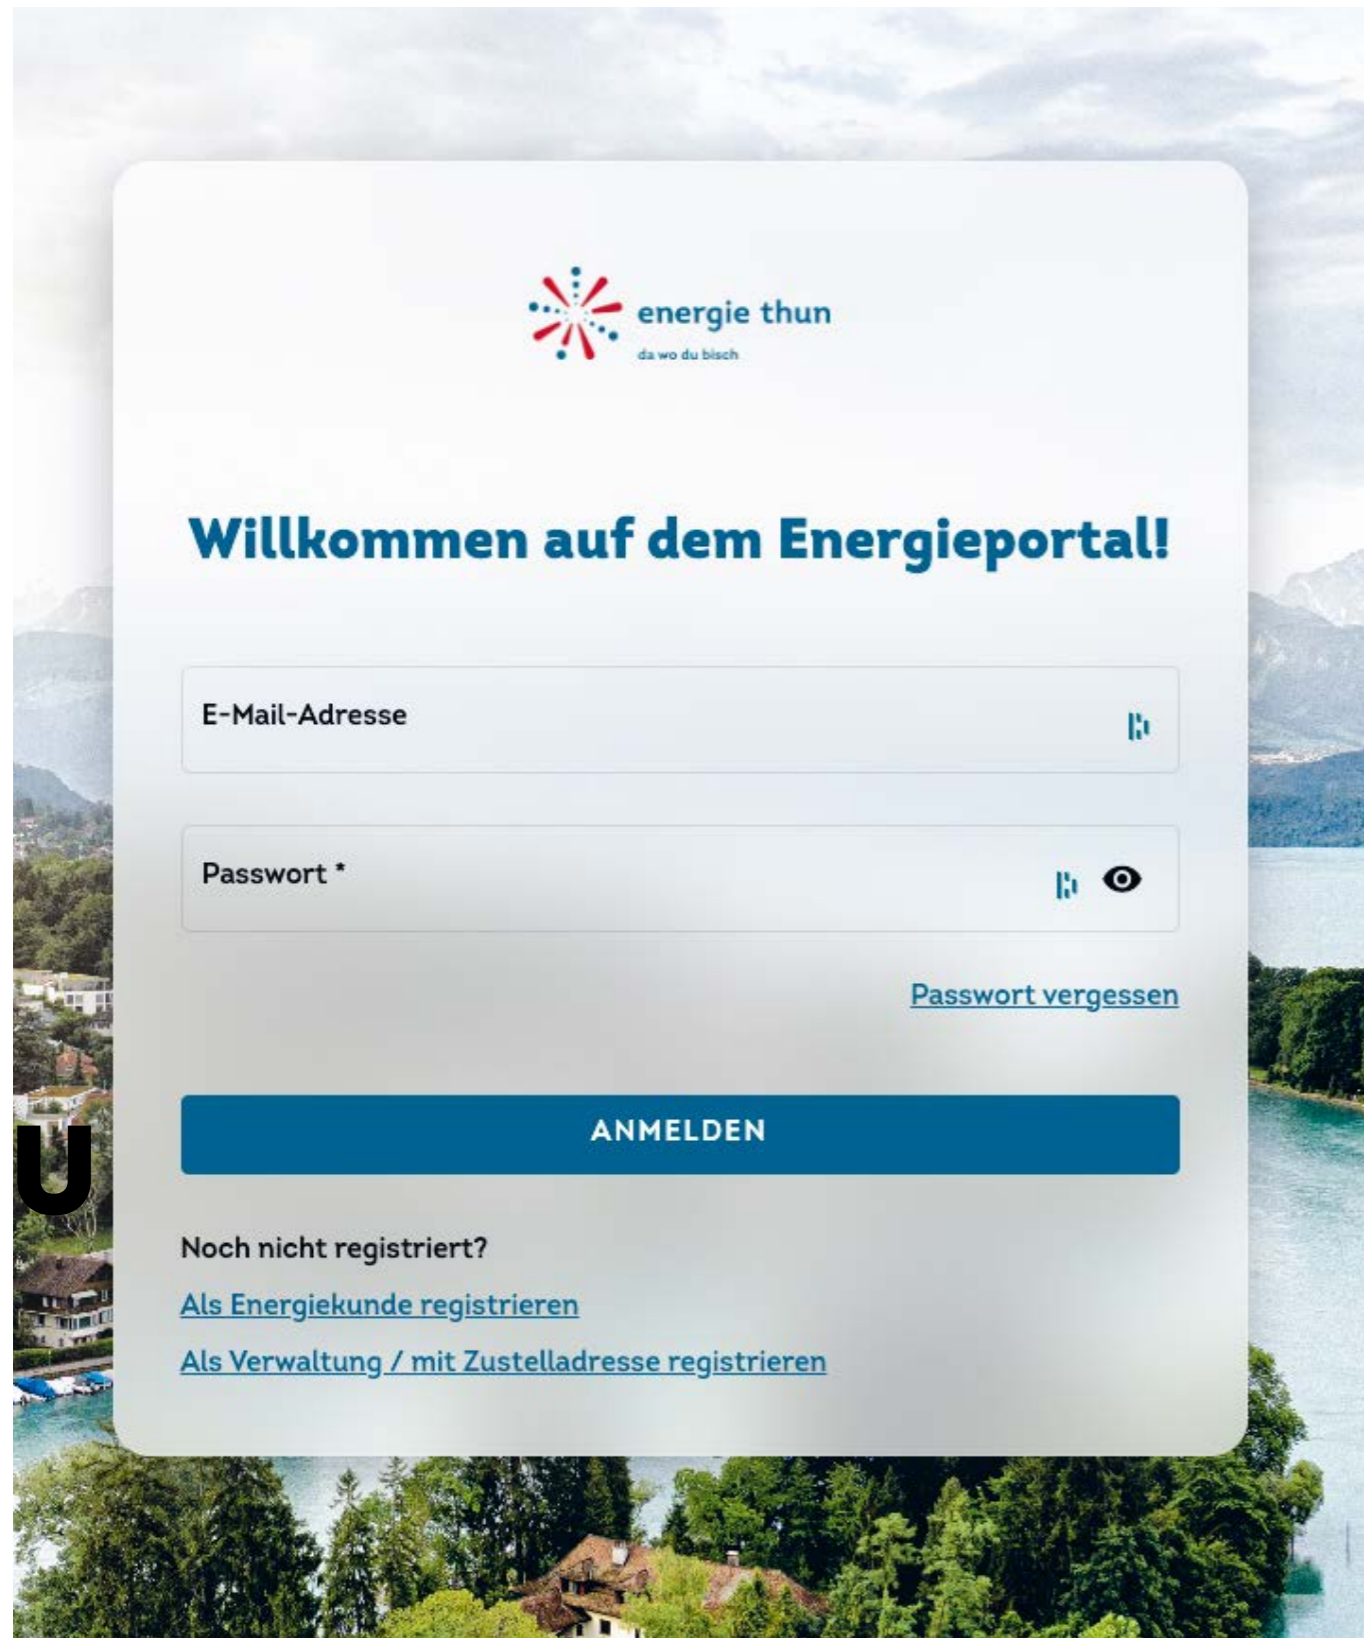 energie thun
da wo du bisch
Willkommen auf dem Energieportal!
E-Mail-Adresse
Passwort *
Passwort vergessen
ANMELDEN
U
Noch nicht registriert?
Als Energiekunde registrieren
Als Verwaltung / mit Zustelladresse registrieren